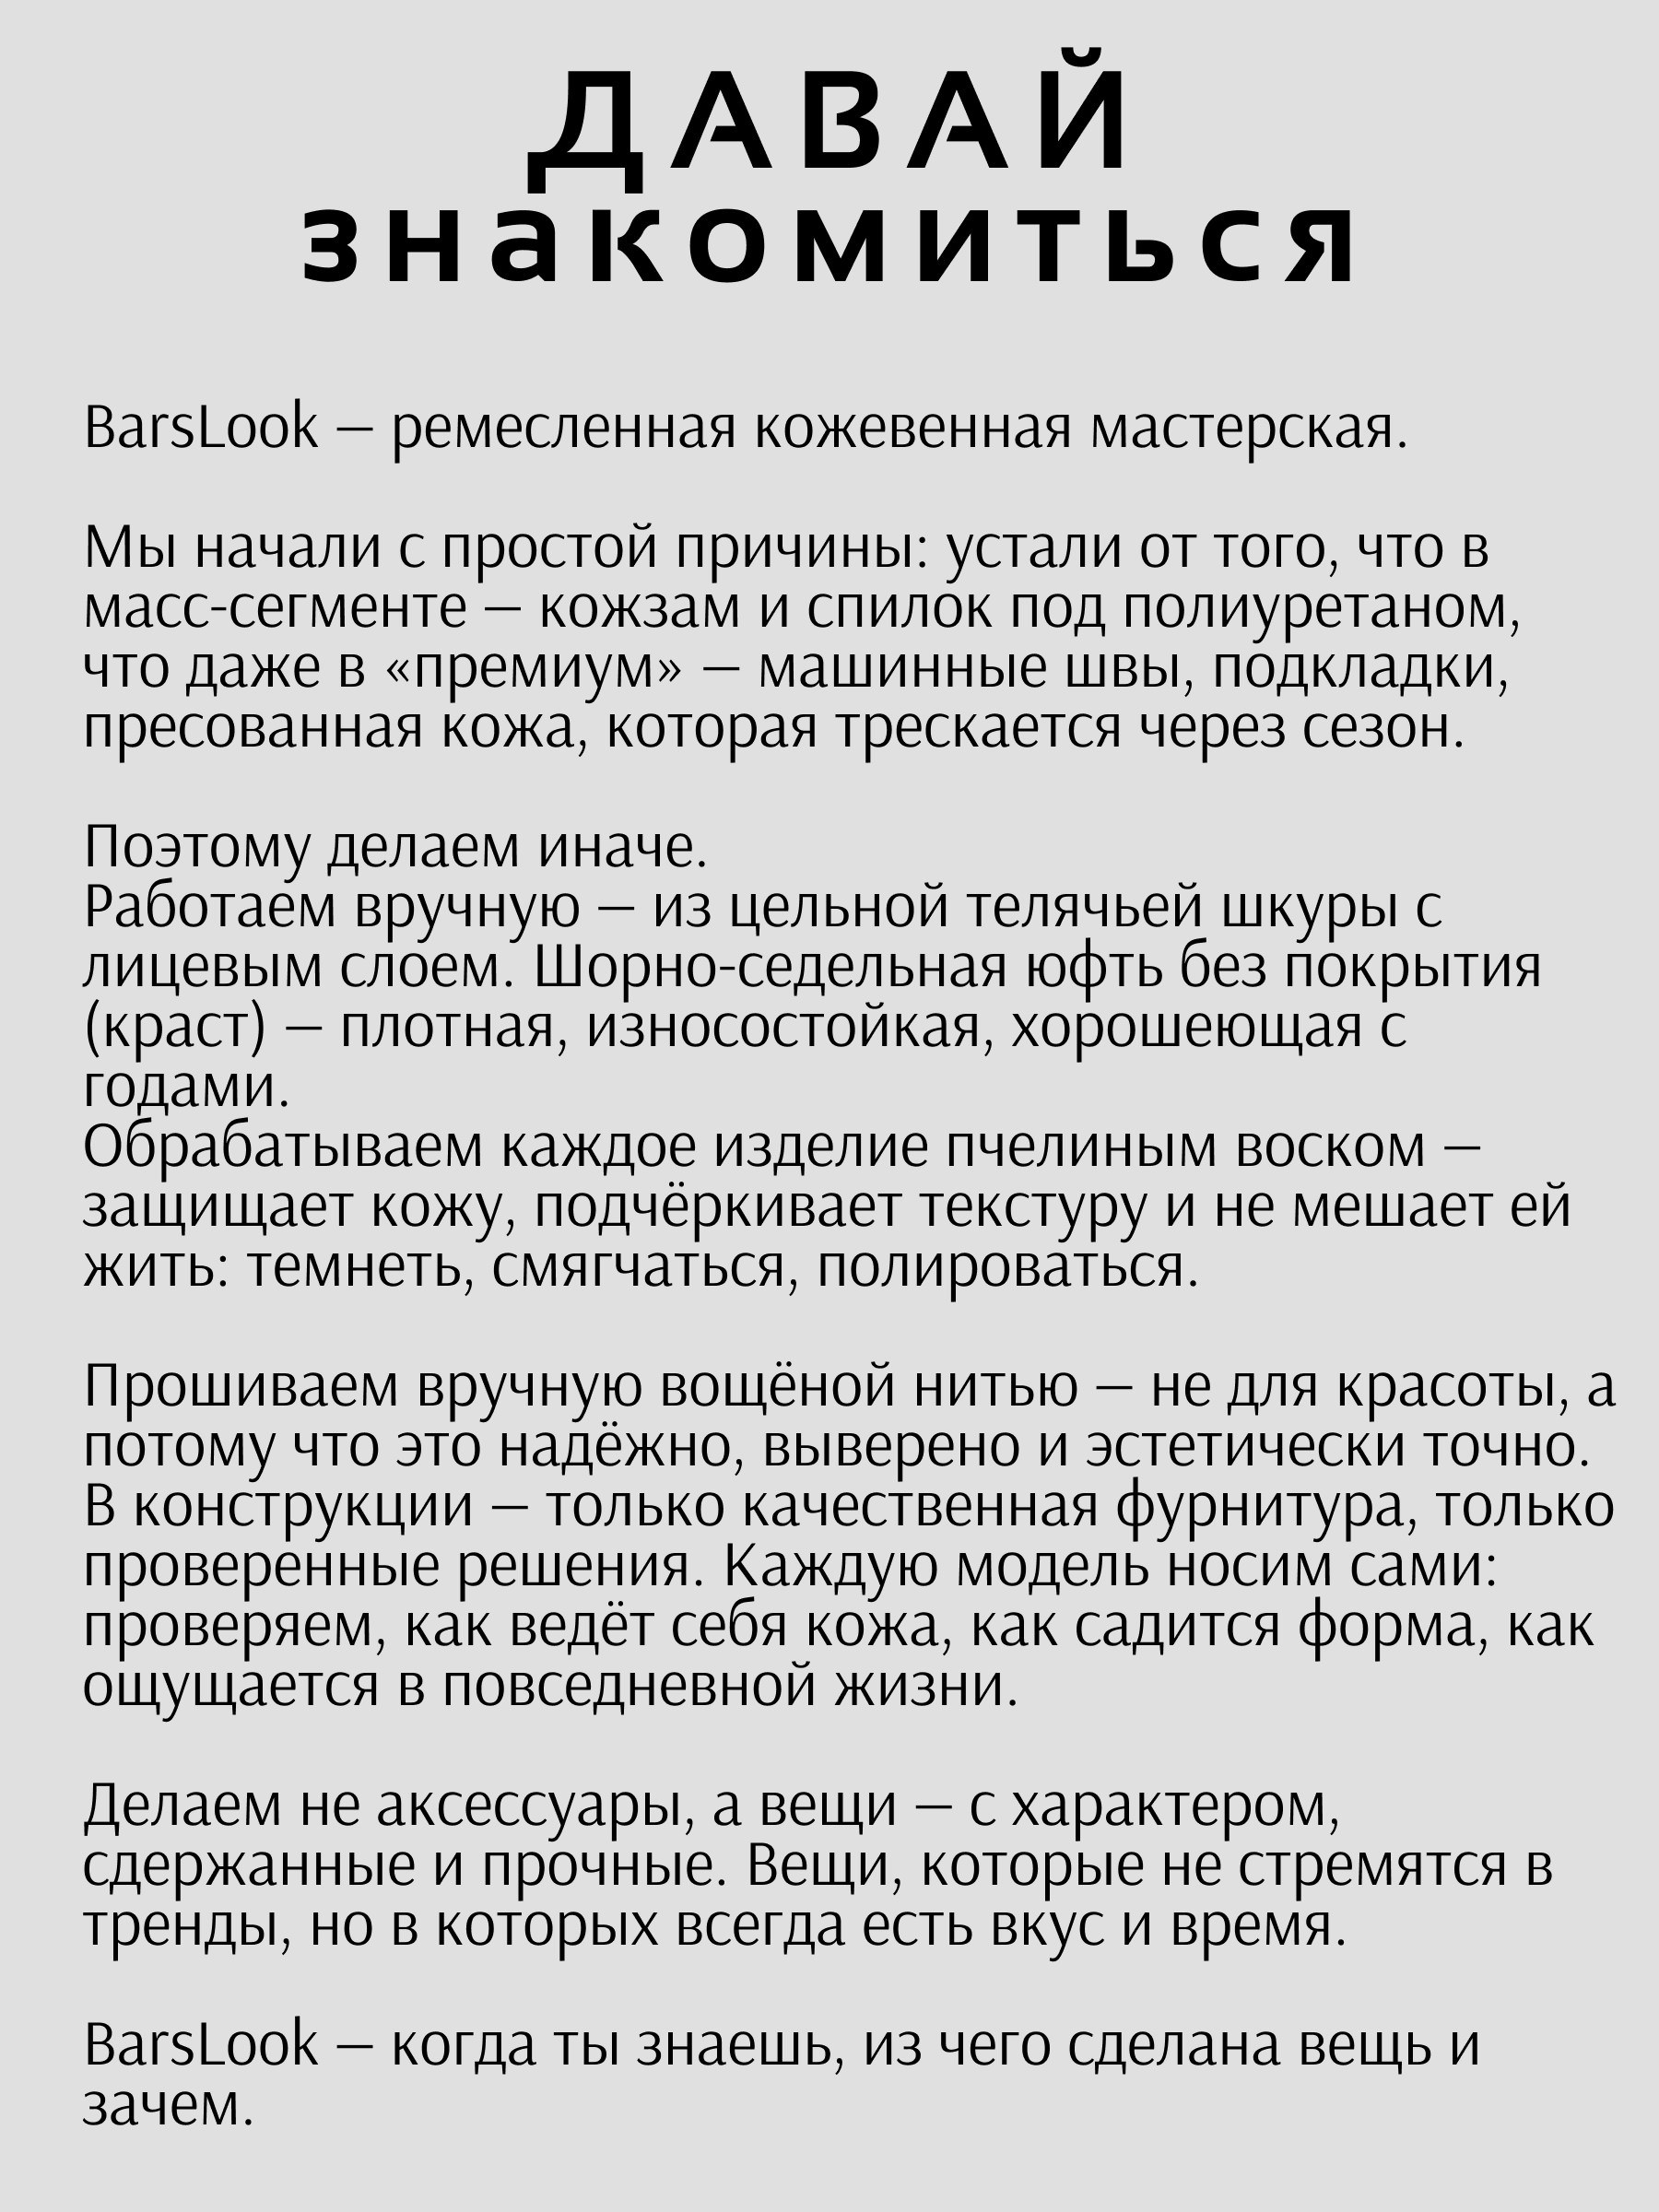 ДАВАЙ
знакомиться
BarsLook — ремесленная кожевенная мастерская.
Мы начали с простой причины: устали от того, что в
масс-сегменте — кожзам и спилок под полиуретаном,
что даже в «премиум» — машинные швы, подкладки,
пресованная кожа, которая трескается через сезон.
Поэтому делаем иначе.
Работаем вручную — из цельной телячьей шкуры с
лицевым слоем. Шорно-седельная юфть без покрытия
(краст) — плотная, износостойкая, хорошеющая с
годами.
Обрабатываем каждое изделие пчелиным воском —
защищает кожу, подчёркивает текстуру и не мешает ей
жить: темнеть, смягчаться, полироваться.
Прошиваем вручную вощёной нитью — не для красоты, а
потому что это надёжно, выверено и эстетически точно.
В конструкции — только качественная фурнитура, только
проверенные решения. Каждую модель носим сами:
проверяем, как ведёт себя кожа, как садится форма, как
ощущается в повседневной жизни.
Делаем не аксессуары, а вещи — с характером,
сдержанные и прочные. Вещи, которые не стремятся в
тренды, но в которых всегда есть вкус и время.
BarsLook — когда ты знаешь, из чего сделана вещь и
зачем.